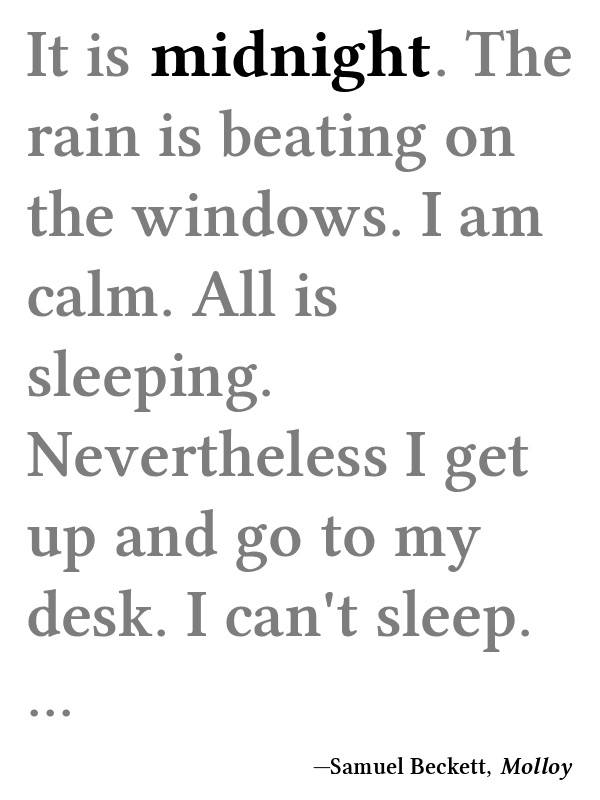 It is midnight. The
rain is beating on
the windows. I am
calm. All is
sleeping.
Nevertheless I get
up and go to my
desk. I can't sleep.
...
—Samuel Beckett, Molloy